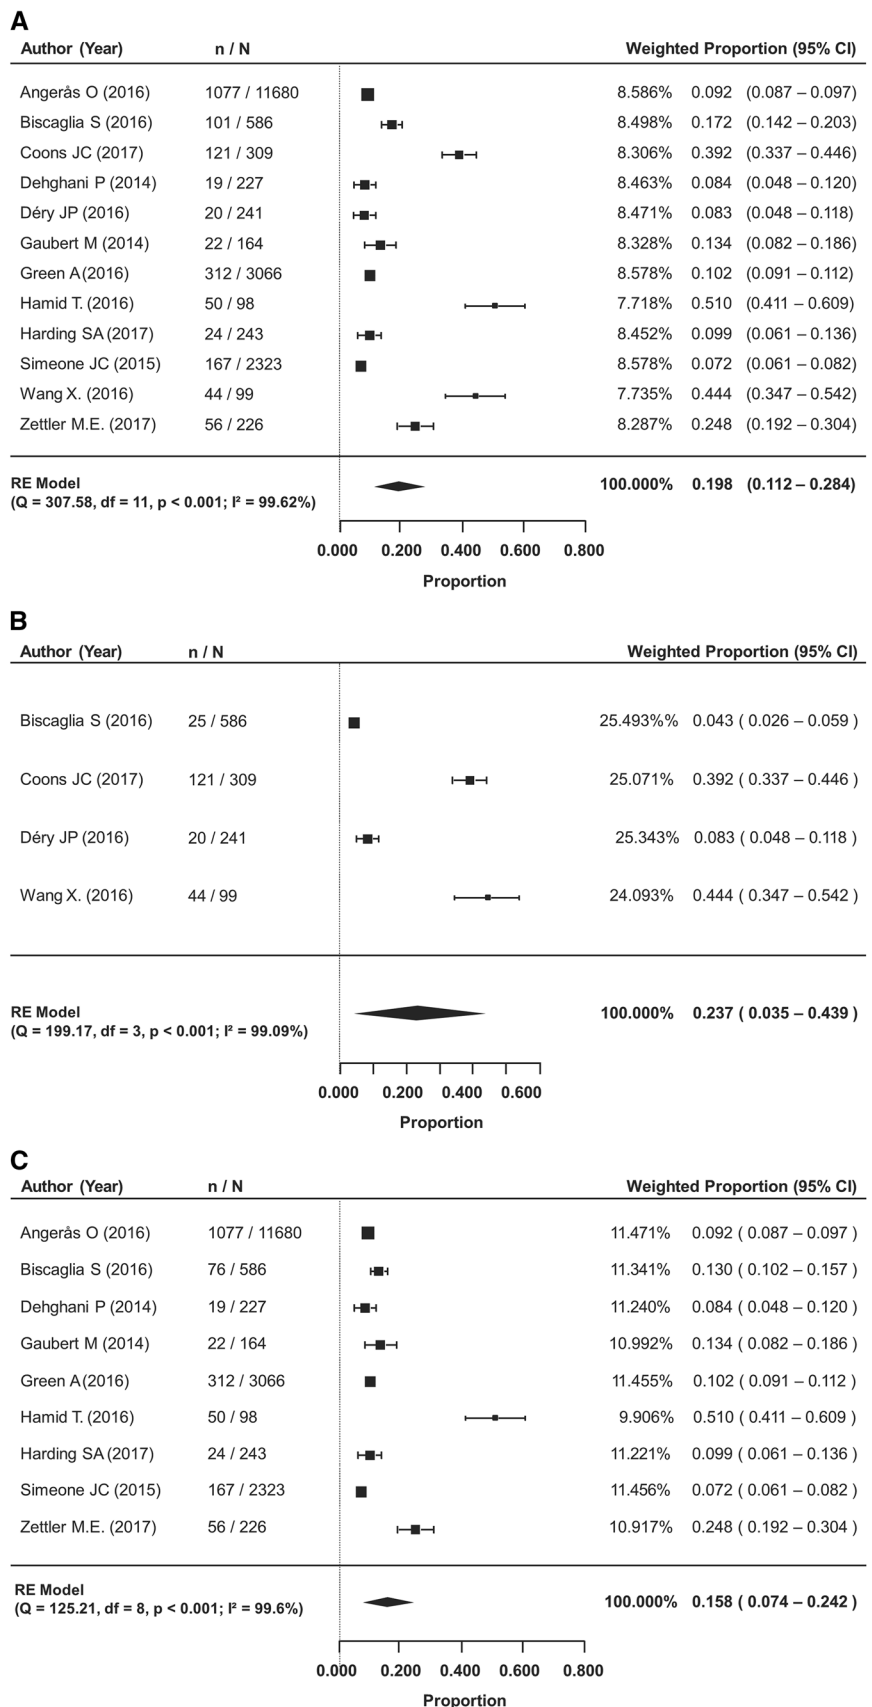 A
Author (Year) n / N Weighted Proportion (95% CI)
Angerås O (2016) 1077 / 11680 8.586% 0.092 (0.087 – 0.097)
Biscaglia S (2016) 101 / 586 8.498% 0.172 (0.142 – 0.203)
Coons JC (2017) 121 / 309 8.306% 0.392 (0.337 – 0.446)
Dehghani P (2014) 19 / 227 8.463% 0.084 (0.048 – 0.120)
Déry JP (2016) 20 / 241 8.471% 0.083 (0.048 – 0.118)
Gaubert M (2014) 22 / 164 8.328% 0.134 (0.082 – 0.186)
Green A(2016) 312 / 3066 8.578% 0.102 (0.091 – 0.112)
Hamid T. (2016) 50 / 98 7.718% 0.510 (0.411 – 0.609)
Harding SA (2017) 24 / 243 8.452% 0.099 (0.061 – 0.136)
Simeone JC (2015) 167 / 2323 8.578% 0.072 (0.061 – 0.082)
Wang X. (2016) 44 / 99 7.735% 0.444 (0.347 – 0.542)
Zettler M.E. (2017) 56 / 226 8.287% 0.248 (0.192 – 0.304)
RE Model 100.000% 0.198 (0.112 – 0.284)
(Q = 307.58, df = 11, p < 0.001; I² = 99.62%)
0.000 0.200 0.400 0.600 0.800
Proportion
B
Author (Year) n / N Weighted Proportion (95% CI)
Biscaglia S (2016) 25 / 586 25.493%% 0.043 ( 0.026 – 0.059 )
Coons JC (2017) 121 / 309 25.071% 0.392 ( 0.337 – 0.446 )
Déry JP (2016) 20 / 241 25.343% 0.083 ( 0.048 – 0.118 )
Wang X. (2016) 44 / 99 24.093% 0.444 ( 0.347 – 0.542 )
RE Model 100.000% 0.237 ( 0.035 – 0.439 )
(Q = 199.17, df = 3, p < 0.001; I² = 99.09%)
0.000 0.200 0.400 0.600
Proportion
C
Author (Year) n / N Weighted Proportion (95% CI)
Angerås O (2016) 1077 / 11680 11.471% 0.092 ( 0.087 – 0.097 )
Biscaglia S (2016) 76 / 586 11.341% 0.130 ( 0.102 – 0.157 )
Dehghani P (2014) 19 / 227 11.240% 0.084 ( 0.048 – 0.120 )
Gaubert M (2014) 22 / 164 10.992% 0.134 ( 0.082 – 0.186 )
Green A(2016) 312 / 3066 11.455% 0.102 ( 0.091 – 0.112 )
Hamid T. (2016) 50 / 98 9.906% 0.510 ( 0.411 – 0.609 )
Harding SA (2017) 24 / 243 11.221% 0.099 ( 0.061 – 0.136 )
Simeone JC (2015) 167 / 2323 11.456% 0.072 ( 0.061 – 0.082 )
Zettler M.E. (2017) 56 / 226 10.917% 0.248 ( 0.192 – 0.304 )
RE Model 100.000% 0.158 ( 0.074 – 0.242 )
(Q = 125.21, df = 8, p < 0.001; I² = 99.6%)
0.000 0.200 0.400 0.600 0.800
Proportion